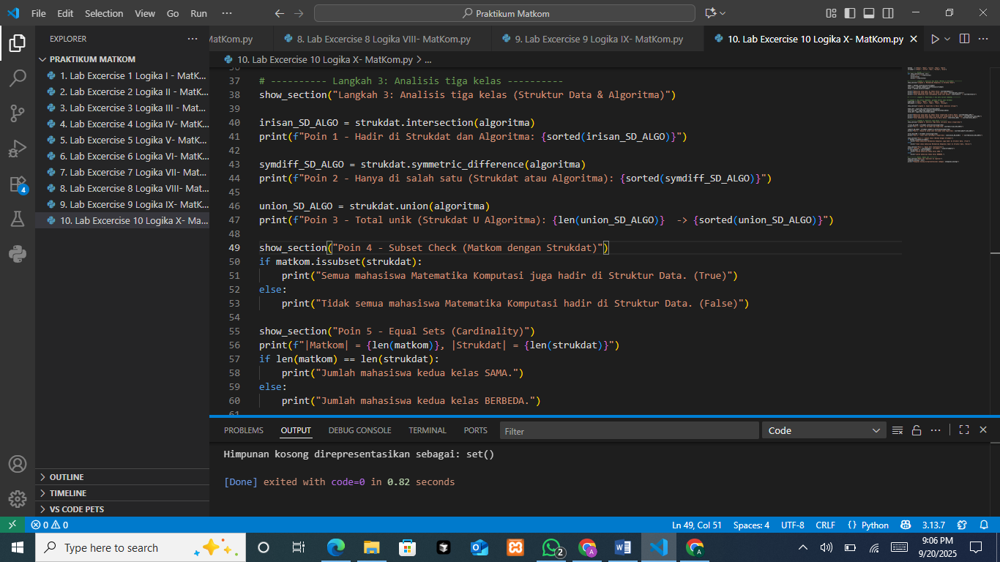 File Edit Selection View Go Run ··· Praktikum Matkom
EXPLORER ···
PRAKTIKUM MATKOM
1. Lab Excercise 1 Logika I - MatK...
2. Lab Excercise 2 Logika II - MatK...
3. Lab Excercise 3 Logika III - Mat...
4. Lab Excercise 4 Logika IV- MatK...
5. Lab Excercise 5 Logika V- MatK...
6. Lab Excercise 6 Logika VI- MatK...
7. Lab Excercise 7 Logika VII- Mat...
8. Lab Excercise 8 Logika VIII- Mat...
9. Lab Excercise 9 Logika IX- MatK...
10. Lab Excercise 10 Logika X- Ma...
4
OUTLINE
TIMELINE
VS CODE PETS
MatKom.py 8. Lab Excercise 8 Logika VIII- MatKom.py 9. Lab Excercise 9 Logika IX- MatKom.py 10. Lab Excercise 10 Logika X- MatKom.py
10. Lab Excercise 10 Logika X- MatKom.py > ...
37 # ---------- Langkah 3: Analisis tiga kelas ----------
38 show_section("Langkah 3: Analisis tiga kelas (Struktur Data & Algoritma)")
39
40 irisan_SD_ALGO = strukdat.intersection(algoritma)
41 print(f"Poin 1 - Hadir di Strukdat dan Algoritma: {sorted(irisan_SD_ALGO)}")
42
43 symdiff_SD_ALGO = strukdat.symmetric_difference(algoritma)
44 print(f"Poin 2 - Hanya di salah satu (Strukdat atau Algoritma): {sorted(symdiff_SD_ALGO)}")
45
46 union_SD_ALGO = strukdat.union(algoritma)
47 print(f"Poin 3 - Total unik (Strukdat U Algoritma): {len(union_SD_ALGO)}  -> {sorted(union_SD_ALGO)}")
48
49 show_section("Poin 4 - Subset Check (Matkom dengan Strukdat)")
50 if matkom.issubset(strukdat):
51     print("Semua mahasiswa Matematika Komputasi juga hadir di Struktur Data. (True)")
52 else:
53     print("Tidak semua mahasiswa Matematika Komputasi hadir di Struktur Data. (False)")
54
55 show_section("Poin 5 - Equal Sets (Cardinality)")
56 print(f"|Matkom| = {len(matkom)}, |Strukdat| = {len(strukdat)}")
57 if len(matkom) == len(strukdat):
58     print("Jumlah mahasiswa kedua kelas SAMA.")
59 else:
60     print("Jumlah mahasiswa kedua kelas BERBEDA.")
61
PROBLEMS OUTPUT DEBUG CONSOLE TERMINAL PORTS Filter Code
Himpunan kosong direpresentasikan sebagai: set()
[Done] exited with code=0 in 0.82 seconds
0 0 Ln 49, Col 51 Spaces: 4 UTF-8 CRLF {} Python 3.13.7
Type here to search 2 9:06 PM
9/20/2025